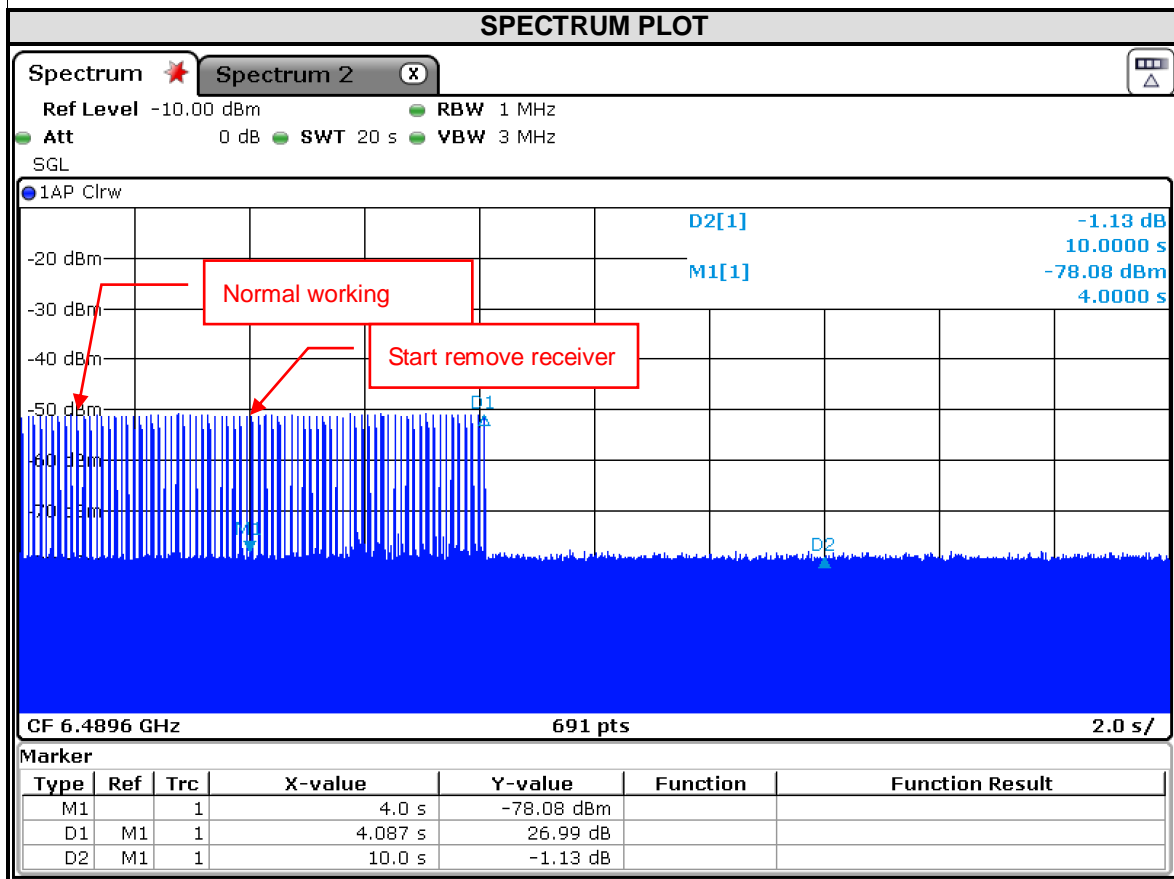 SPECTRUM PLOT
Spectrum Spectrum 2 X
Ref Level -10.00 dBm RBW 1 MHz
Att 0 dB SWT 20 s VBW 3 MHz
SGL
1AP Clrw
D2[1] -1.13 dB
10.0000 s
M1[1] -78.08 dBm
4.0000 s
-20 dBm
Normal working
-30 dBm
Start remove receiver
-40 dBm
-50 dBm
D1
-60 dBm
-70 dBm
M1
D2
CF 6.4896 GHz 691 pts 2.0 s/
Marker
Type Ref Trc X-value Y-value Function Function Result
M1 1 4.0 s -78.08 dBm
D1 M1 1 4.087 s 26.99 dB
D2 M1 1 10.0 s -1.13 dB